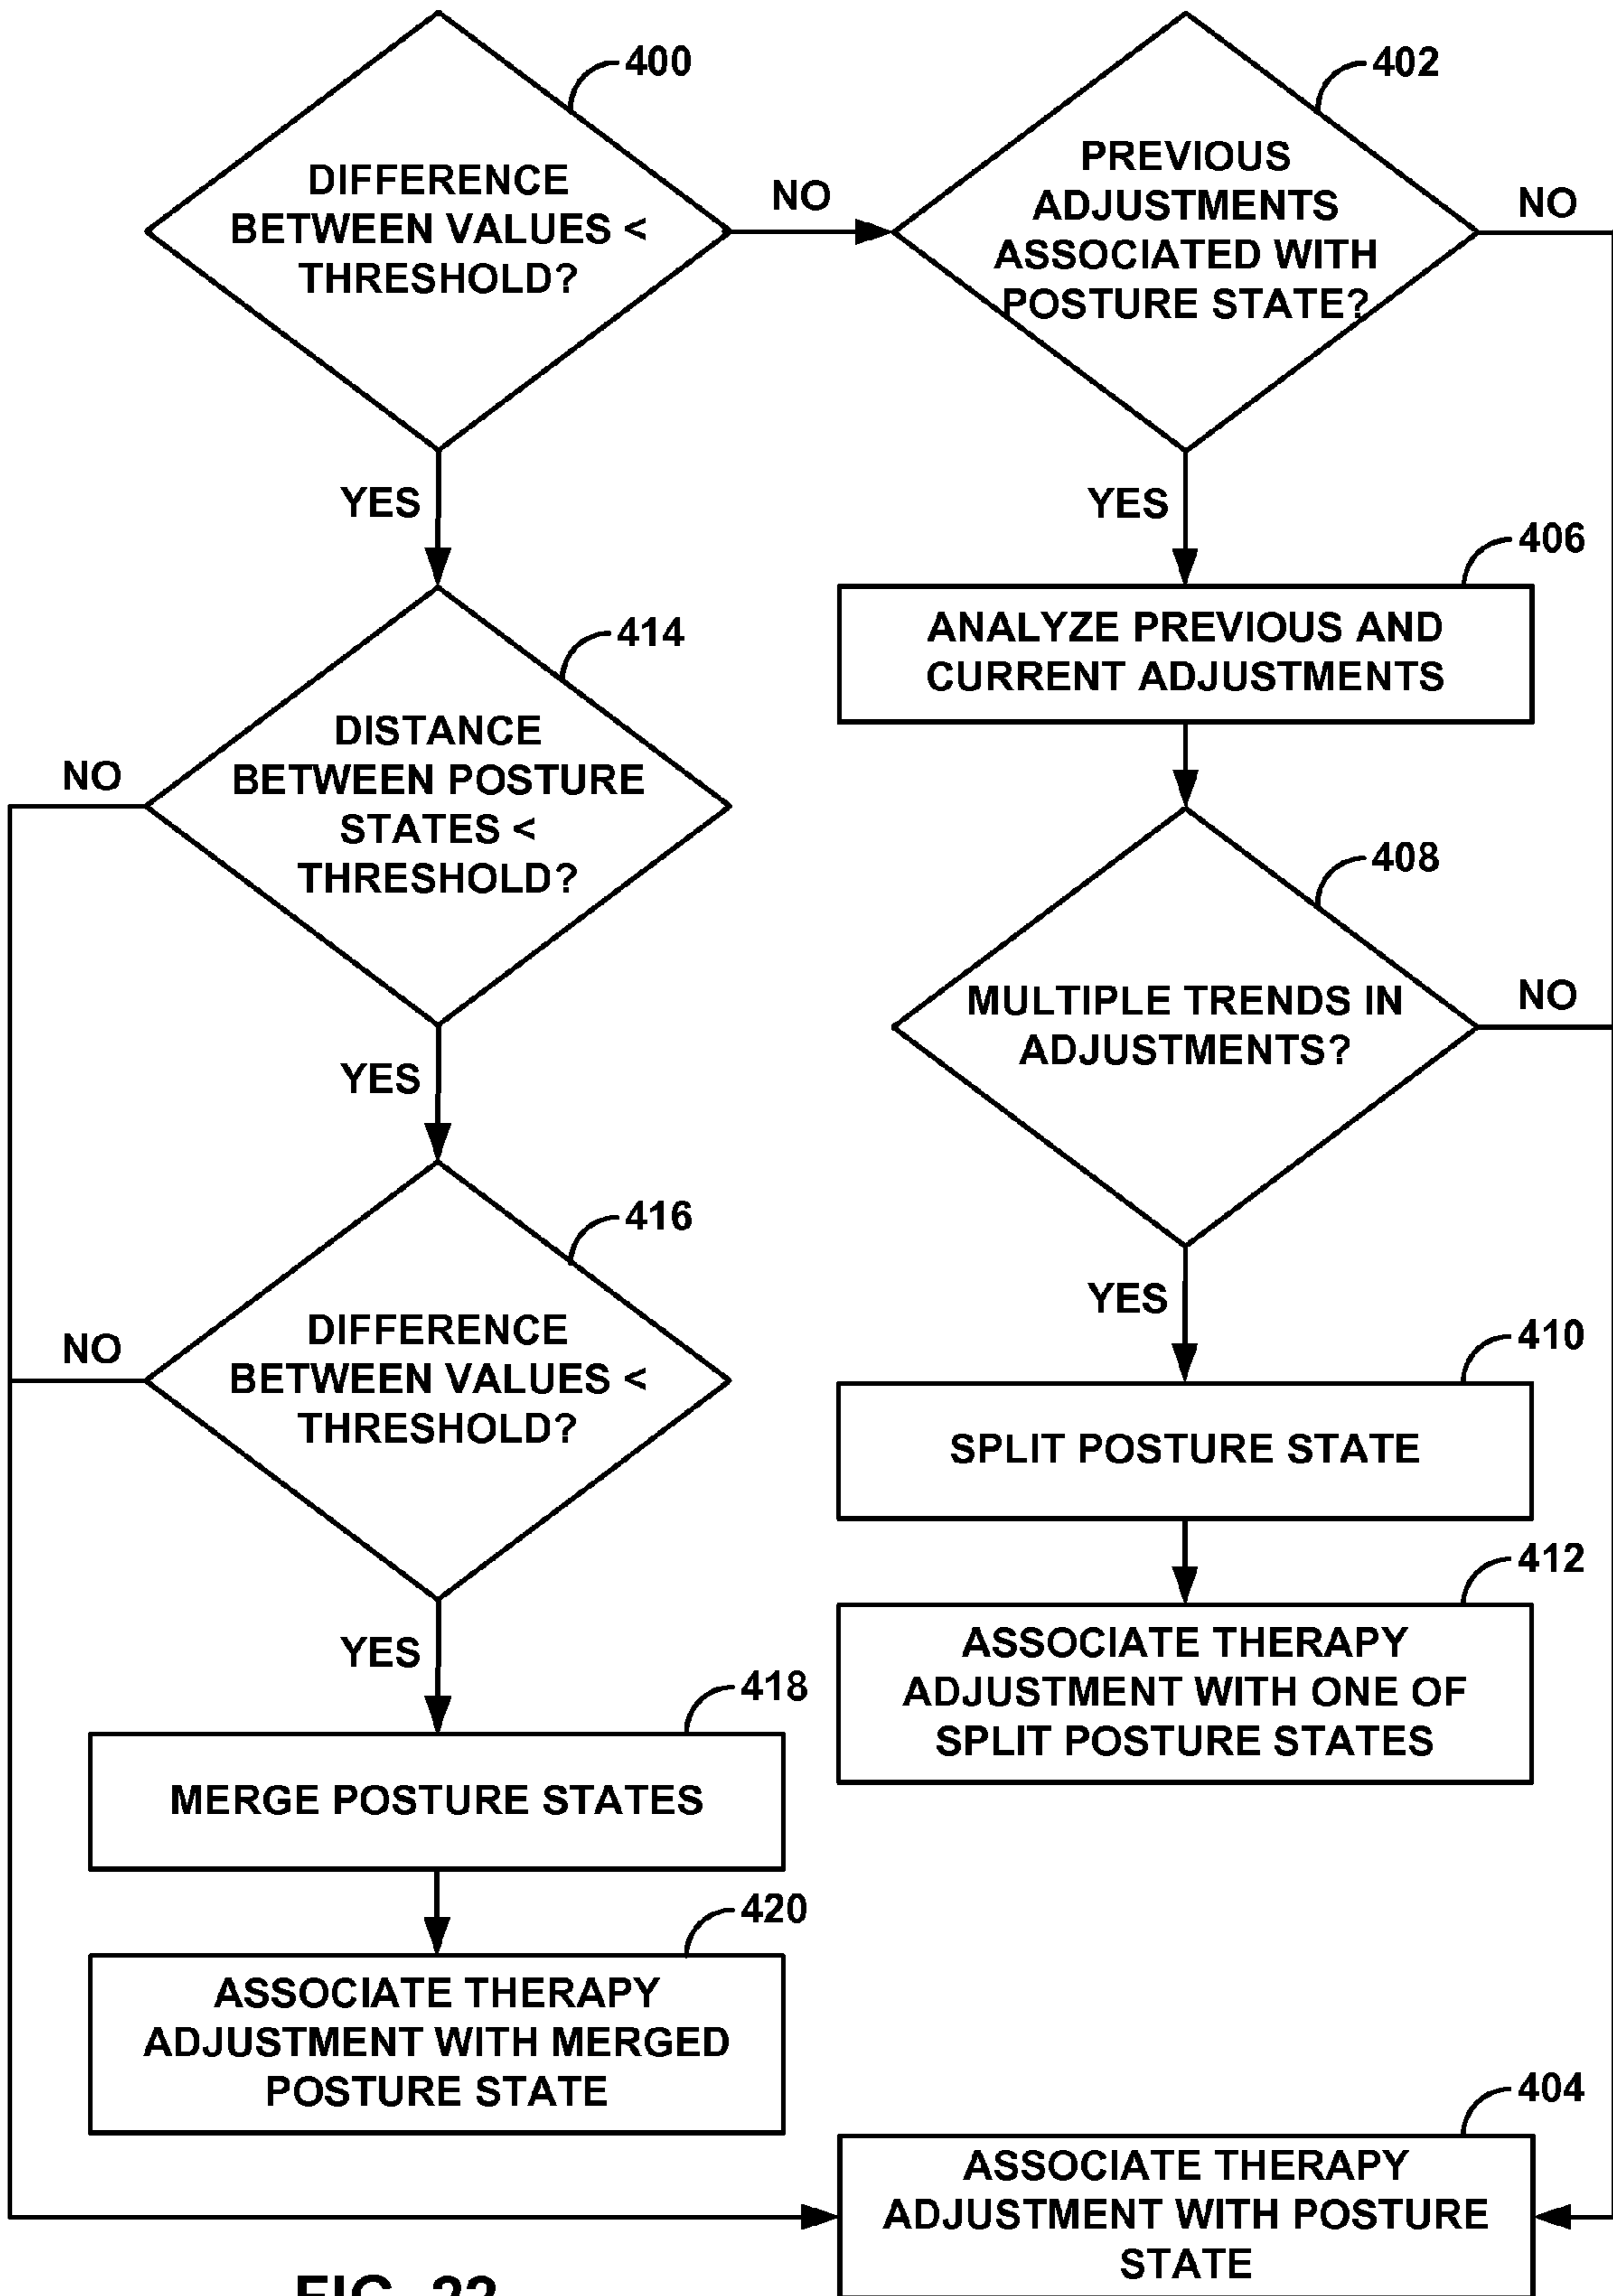 400
DIFFERENCE
BETWEEN VALUES <
THRESHOLD?
NO
402
PREVIOUS
ADJUSTMENTS
ASSOCIATED WITH
POSTURE STATE?
NO
YES
YES
406
ANALYZE PREVIOUS AND
CURRENT ADJUSTMENTS
414
DISTANCE
BETWEEN POSTURE
STATES <
THRESHOLD?
NO
408
MULTIPLE TRENDS IN
ADJUSTMENTS?
NO
YES
416
DIFFERENCE
BETWEEN VALUES <
THRESHOLD?
NO
YES
410
SPLIT POSTURE STATE
412
ASSOCIATE THERAPY
ADJUSTMENT WITH ONE OF
SPLIT POSTURE STATES
YES
418
MERGE POSTURE STATES
420
ASSOCIATE THERAPY
ADJUSTMENT WITH MERGED
POSTURE STATE
404
ASSOCIATE THERAPY
ADJUSTMENT WITH POSTURE
STATE
FIG. 22